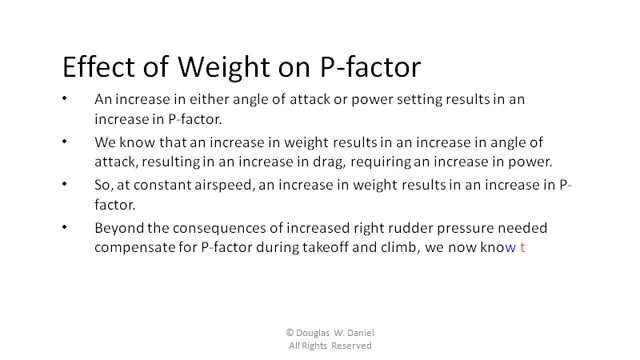 Effect of Weight on P-factor
• An increase in either angle of attack or power setting results in an
increase in P-factor.
• We know that an increase in weight results in an increase in angle of
attack, resulting in an increase in drag, requiring an increase in power.
• So, at constant airspeed, an increase in weight results in an increase in P-
factor.
• Beyond the consequences of increased right rudder pressure needed
compensate for P-factor during takeoff and climb, we now know t
© Douglas W. Daniel
All Rights Reserved